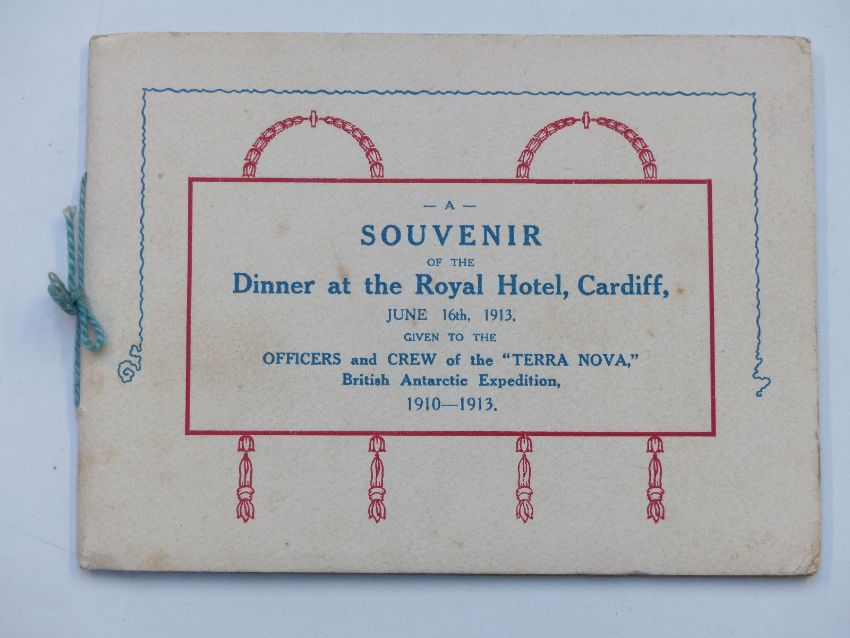 — A —
SOUVENIR
OF THE
Dinner at the Royal Hotel, Cardiff,
JUNE 16th, 1913,
GIVEN TO THE
OFFICERS and CREW of the "TERRA NOVA,"
British Antarctic Expedition,
1910—1913.